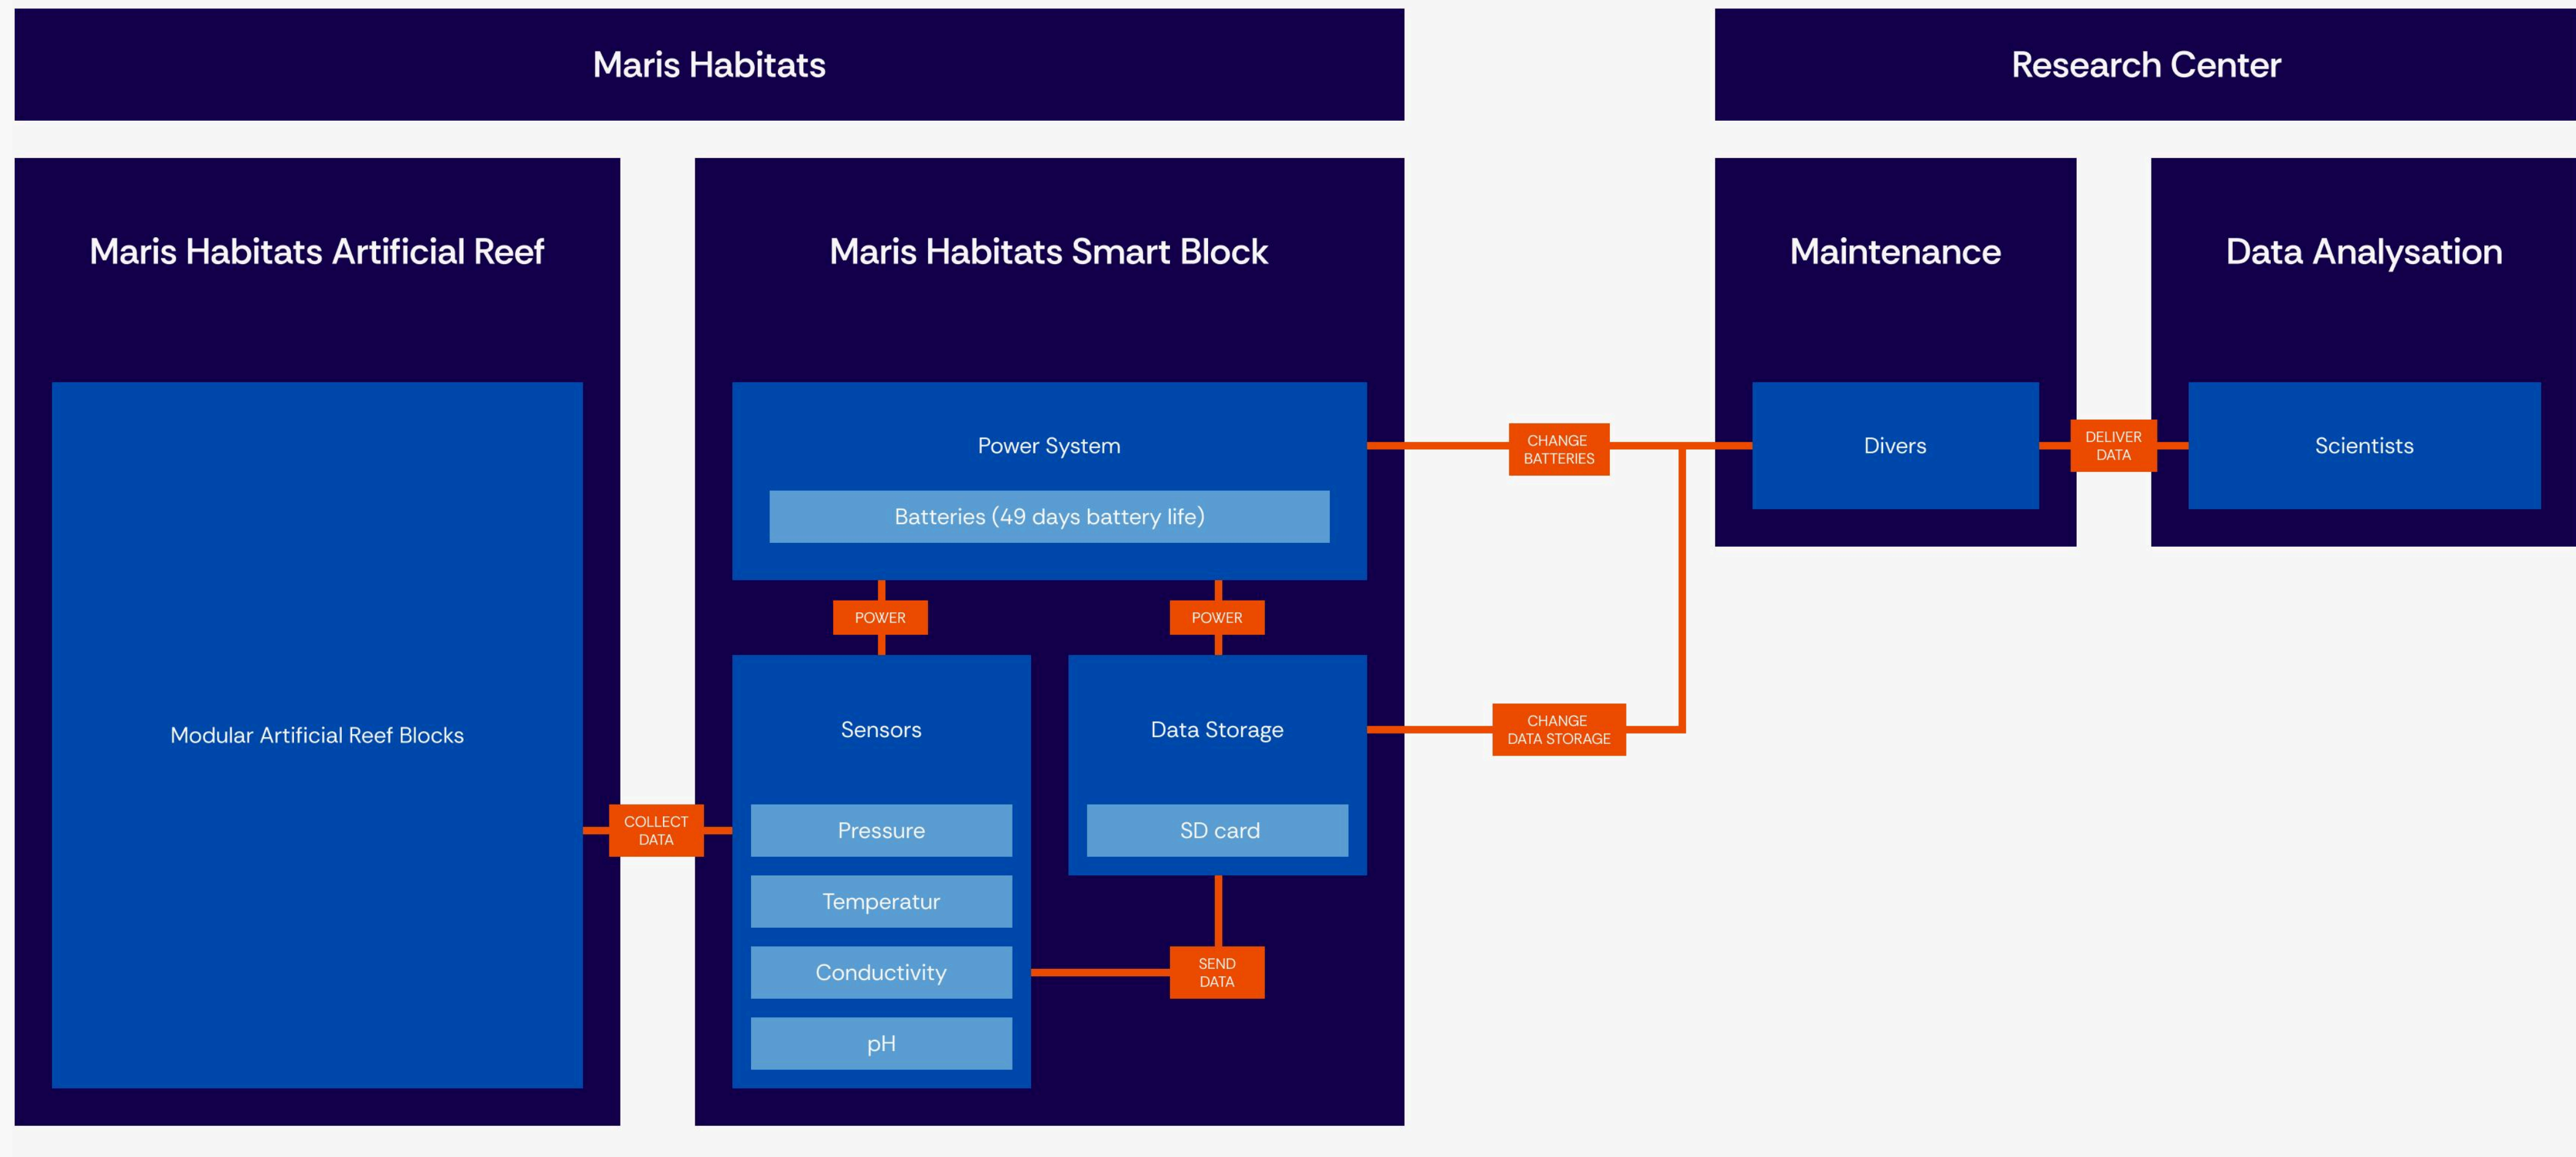 Maris Habitats
Research Center
Maris Habitats Artificial Reef
Maris Habitats Smart Block
Maintenance
Data Analysation
Modular Artificial Reef Blocks
COLLECT
DATA
Power System
Batteries (49 days battery life)
POWER
POWER
Sensors
Pressure
Temperatur
Conductivity
pH
Data Storage
SD card
SEND
DATA
CHANGE
BATTERIES
CHANGE
DATA STORAGE
Divers
DELIVER
DATA
Scientists